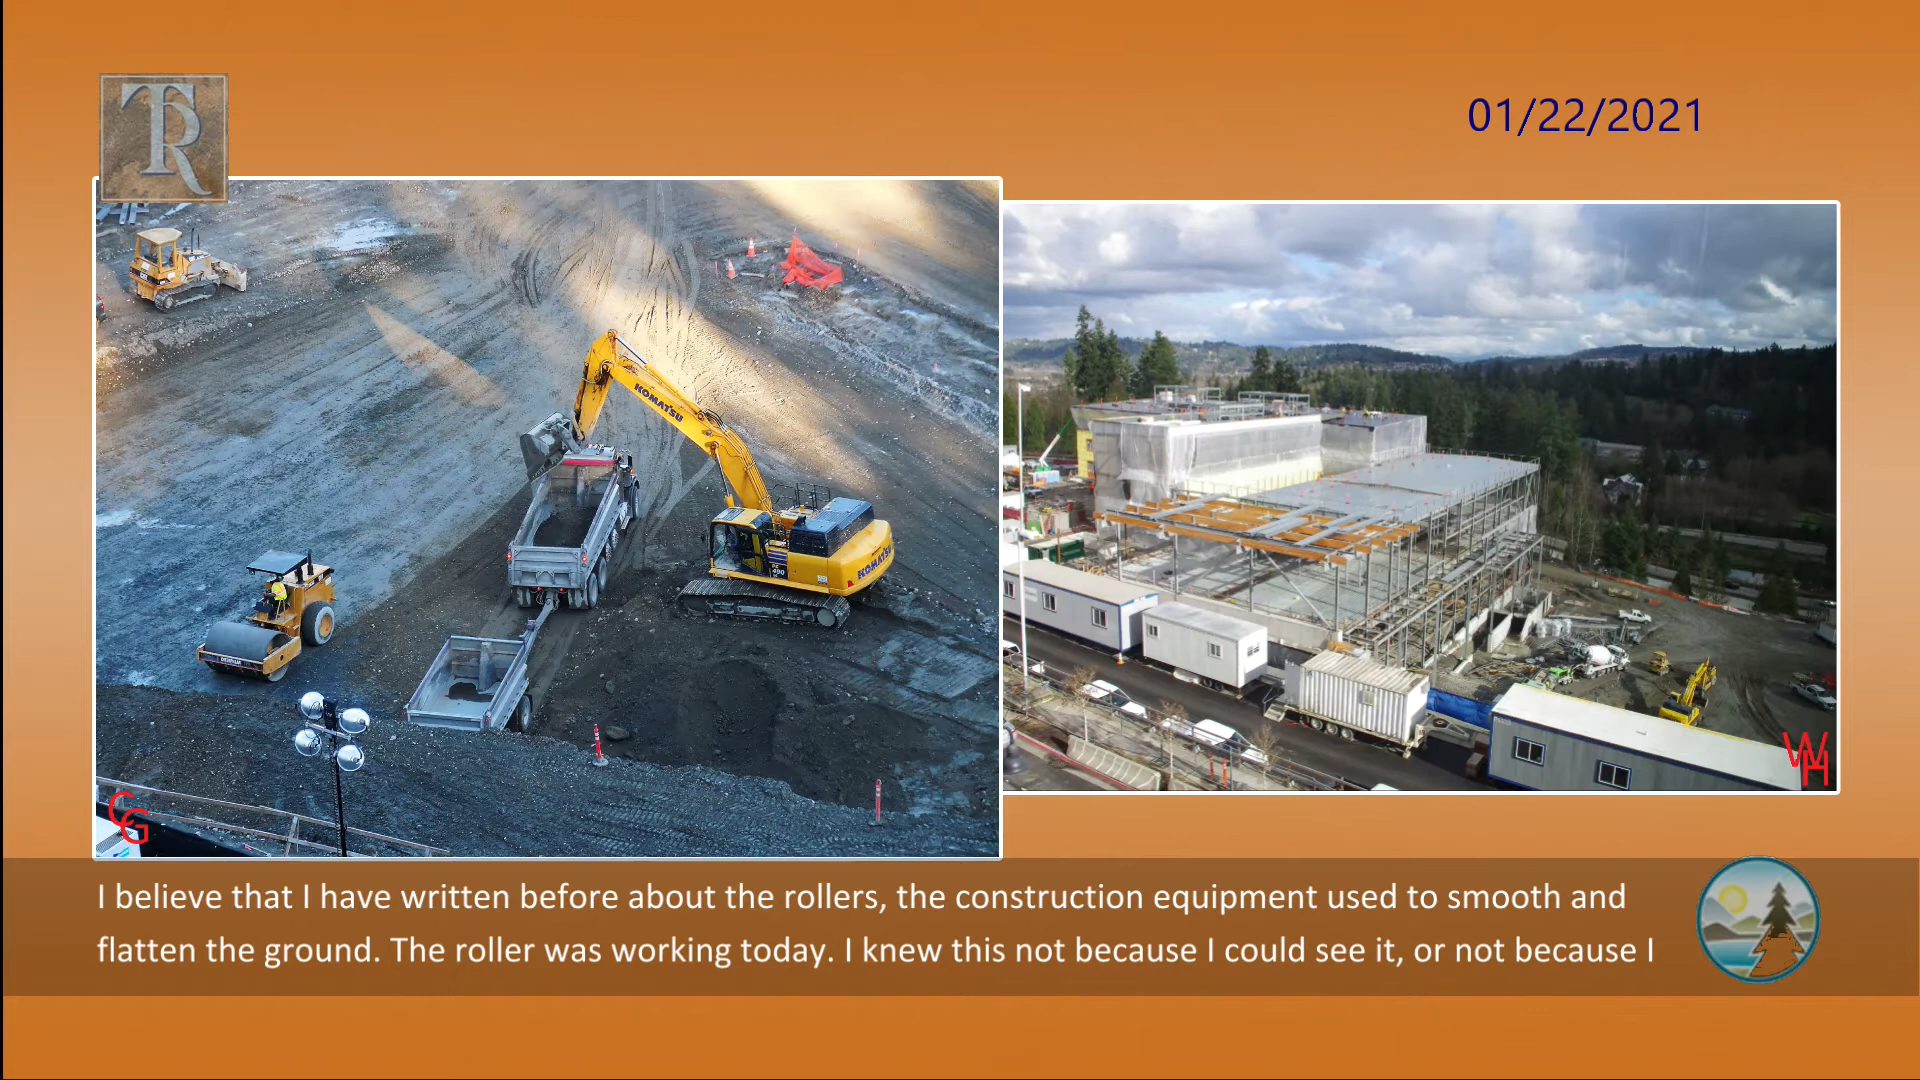 TR
01/22/2021
KOMATSU
KOMATSU
CG
WH
I believe that I have written before about the rollers, the construction equipment used to smooth and
flatten the ground. The roller was working today. I knew this not because I could see it, or not because I